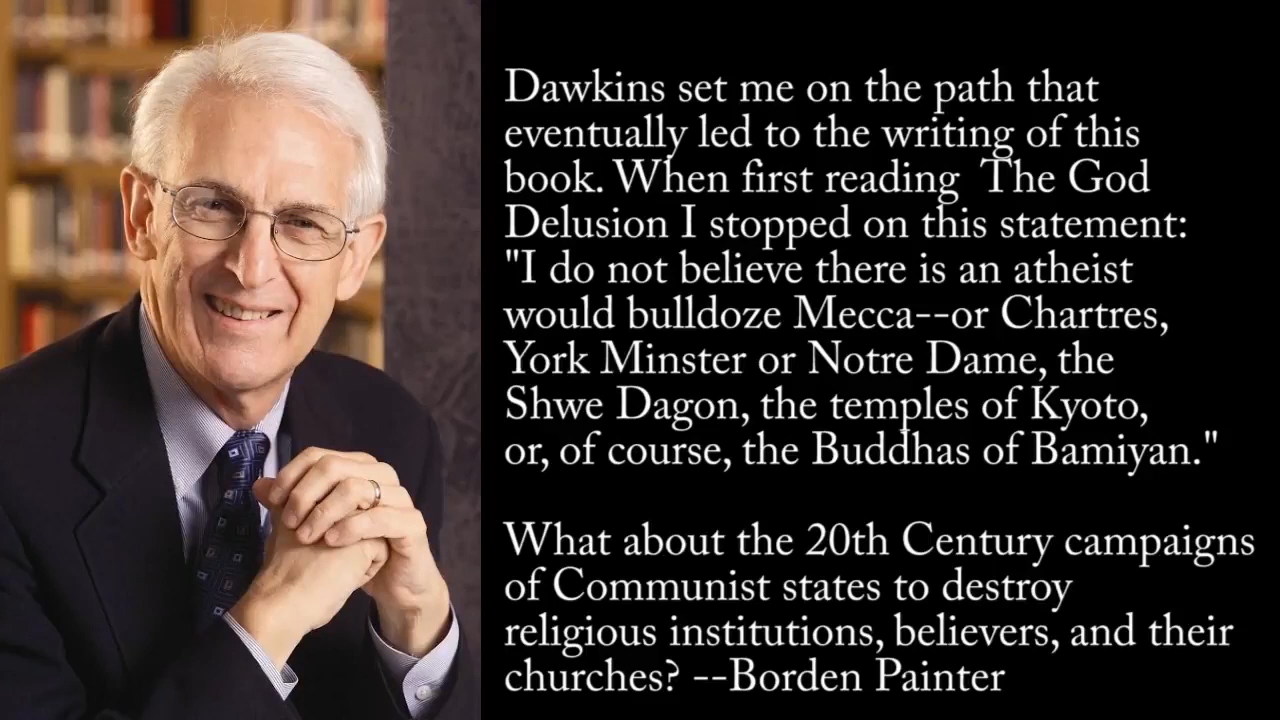 Dawkins set me on the path that
eventually led to the writing of this
book. When first reading  The God
Delusion I stopped on this statement:
"I do not believe there is an atheist
would bulldoze Mecca--or Chartres,
York Minster or Notre Dame, the
Shwe Dagon, the temples of Kyoto,
or, of course, the Buddhas of Bamiyan."
What about the 20th Century campaigns
of Communist states to destroy
religious institutions, believers, and their
churches? --Borden Painter